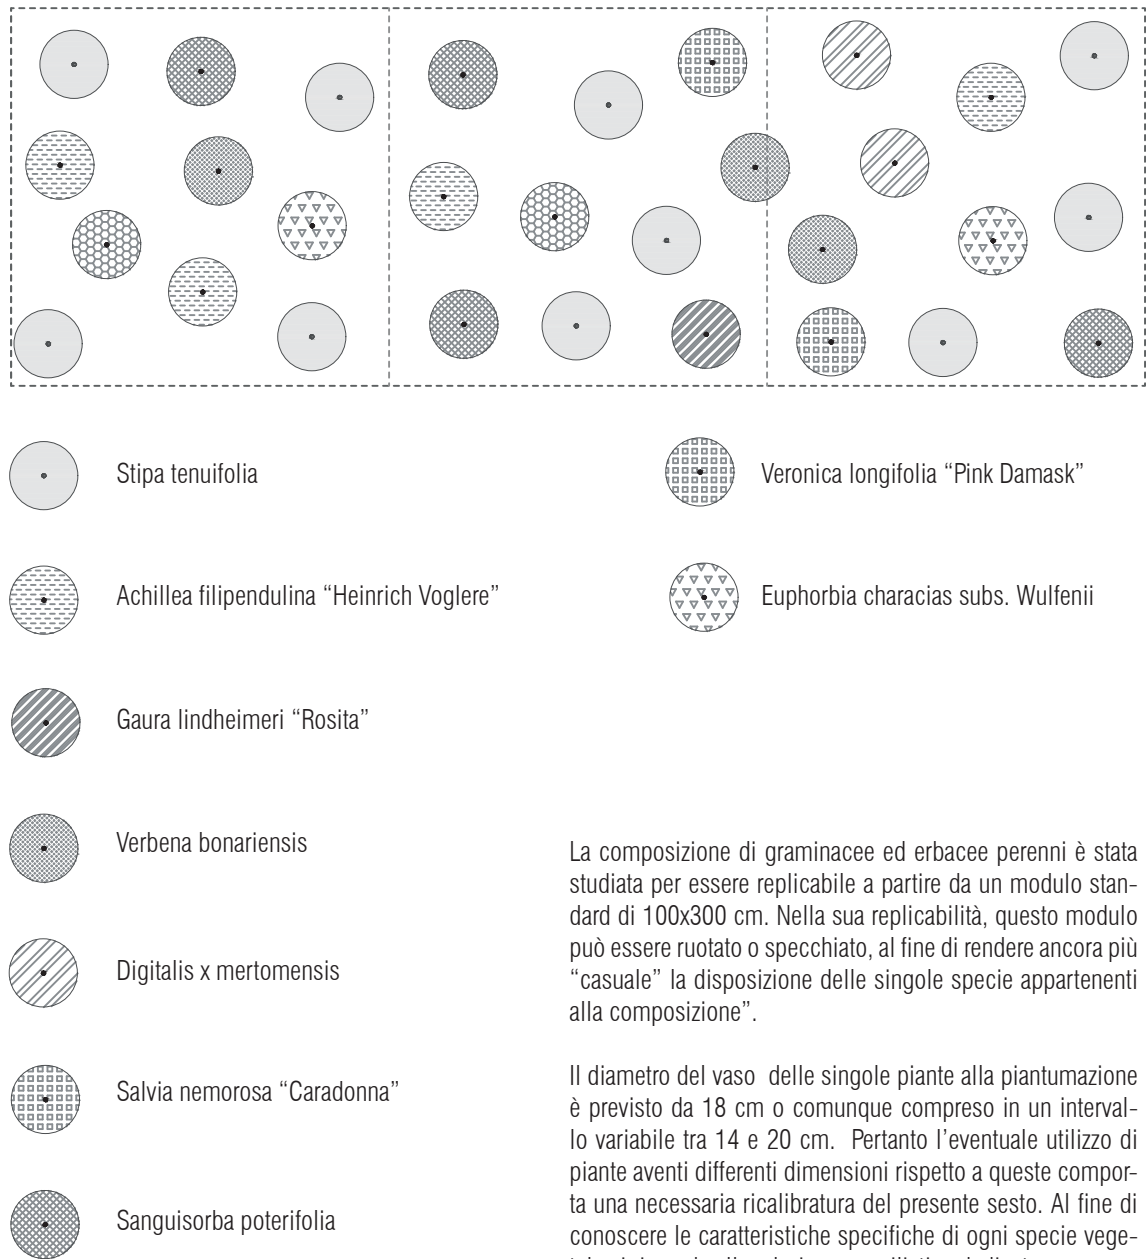 Stipa tenuifolia
Achillea filipendulina “Heinrich Voglere”
Gaura lindheimeri “Rosita”
Verbena bonariensis
Digitalis x mertomensis
Salvia nemorosa “Caradonna”
Sanguisorba poterifolia
Veronica longifolia “Pink Damask”
Euphorbia characias subs. Wulfenii
La composizione di graminacee ed erbacee perenni è stata
studiata per essere replicabile a partire da un modulo stan-
dard di 100x300 cm. Nella sua replicabilità, questo modulo
può essere ruotato o specchiato, al fine di rendere ancora più
“casuale” la disposizione delle singole specie appartenenti
alla composizione”.
Il diametro del vaso delle singole piante alla piantumazione
è previsto da 18 cm o comunque compreso in un interval-
lo variabile tra 14 e 20 cm. Pertanto l’eventuale utilizzo di
piante aventi differenti dimensioni rispetto a queste compor-
ta una necessaria ricalibratura del presente sesto. Al fine di
conoscere le caratteristiche specifiche di ogni specie vege-